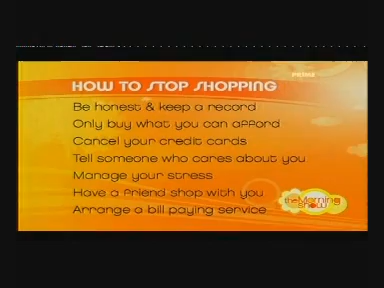 PRIME
HOW TO STOP SHOPPING
Be honest & keep a record
Only buy what you can afford
Cancel your credit cards
Tell someone who cares about you
Manage your stress
Have a friend shop with you
Arrange a bill paying service
the Morning Show